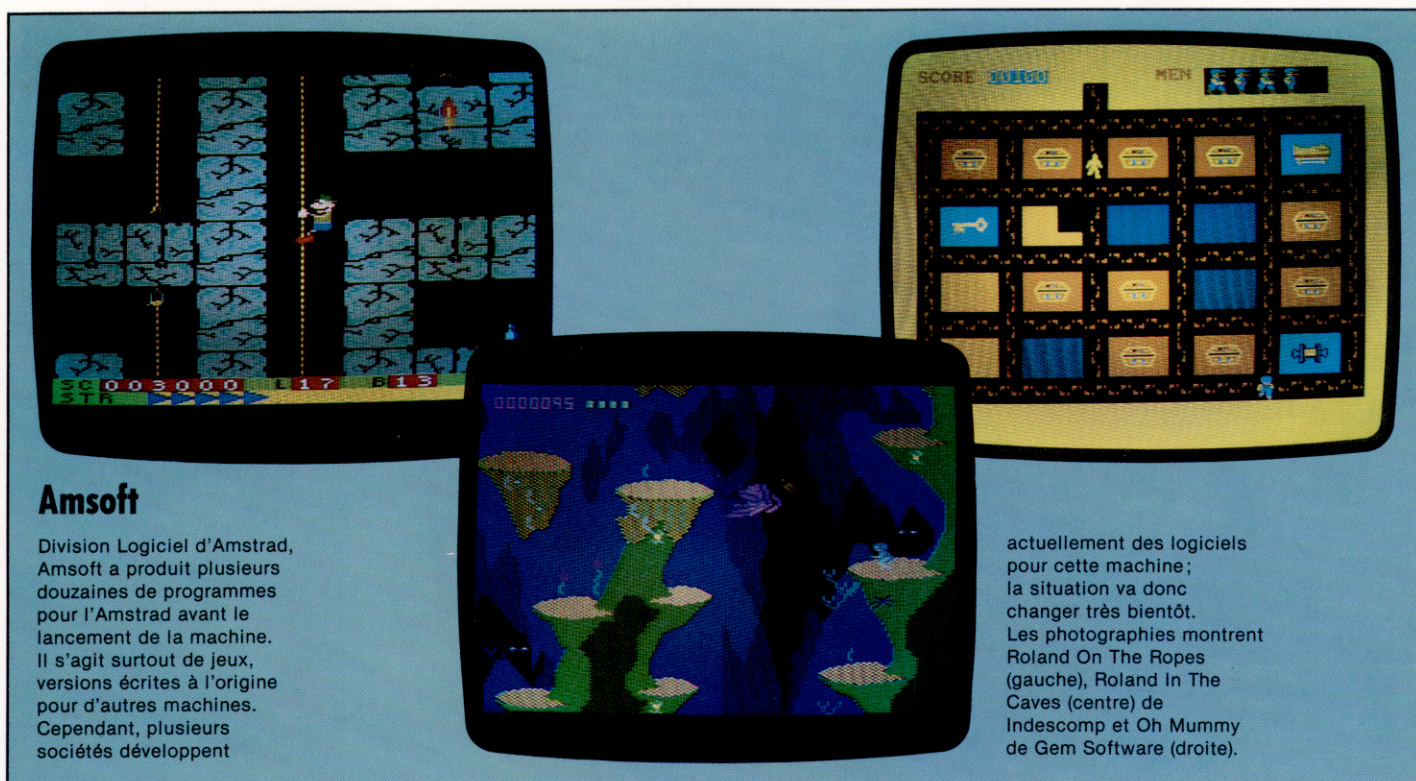 SCORE 00100 MEN
SC 003000 L 17 B 13
STR
0000095
Amsoft
Division Logiciel d'Amstrad,
Amsoft a produit plusieurs
douzaines de programmes
pour l'Amstrad avant le
lancement de la machine.
Il s'agit surtout de jeux,
versions écrites à l'origine
pour d'autres machines.
Cependant, plusieurs
sociétés développent
actuellement des logiciels
pour cette machine;
la situation va donc
changer très bientôt.
Les photographies montrent
Roland On The Ropes
(gauche), Roland In The
Caves (centre) de
Indescomp et Oh Mummy
de Gem Software (droite).